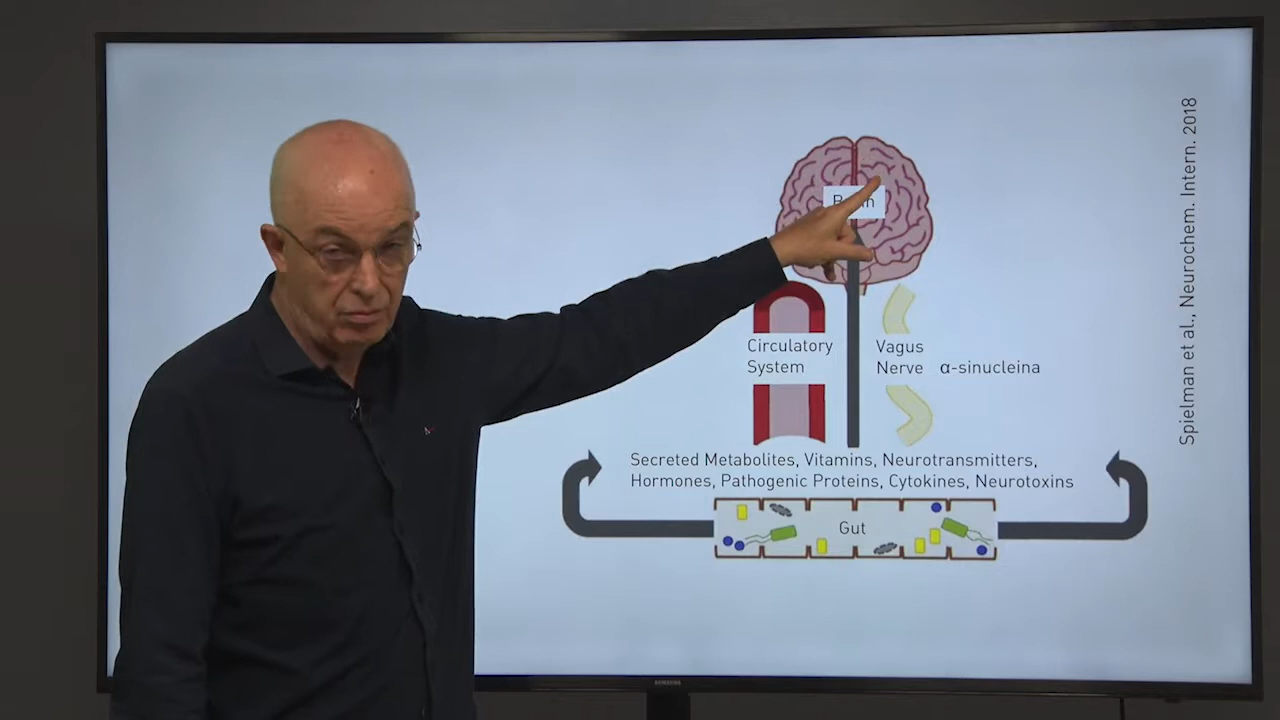 Circulatory
System
Vagus
Nerve
α-sinucleina
Secreted Metabolites, Vitamins, Neurotransmitters,
Hormones, Pathogenic Proteins, Cytokines, Neurotoxins
Gut
Spielman et al., Neurochem. Intern. 2018
SAMSUNG